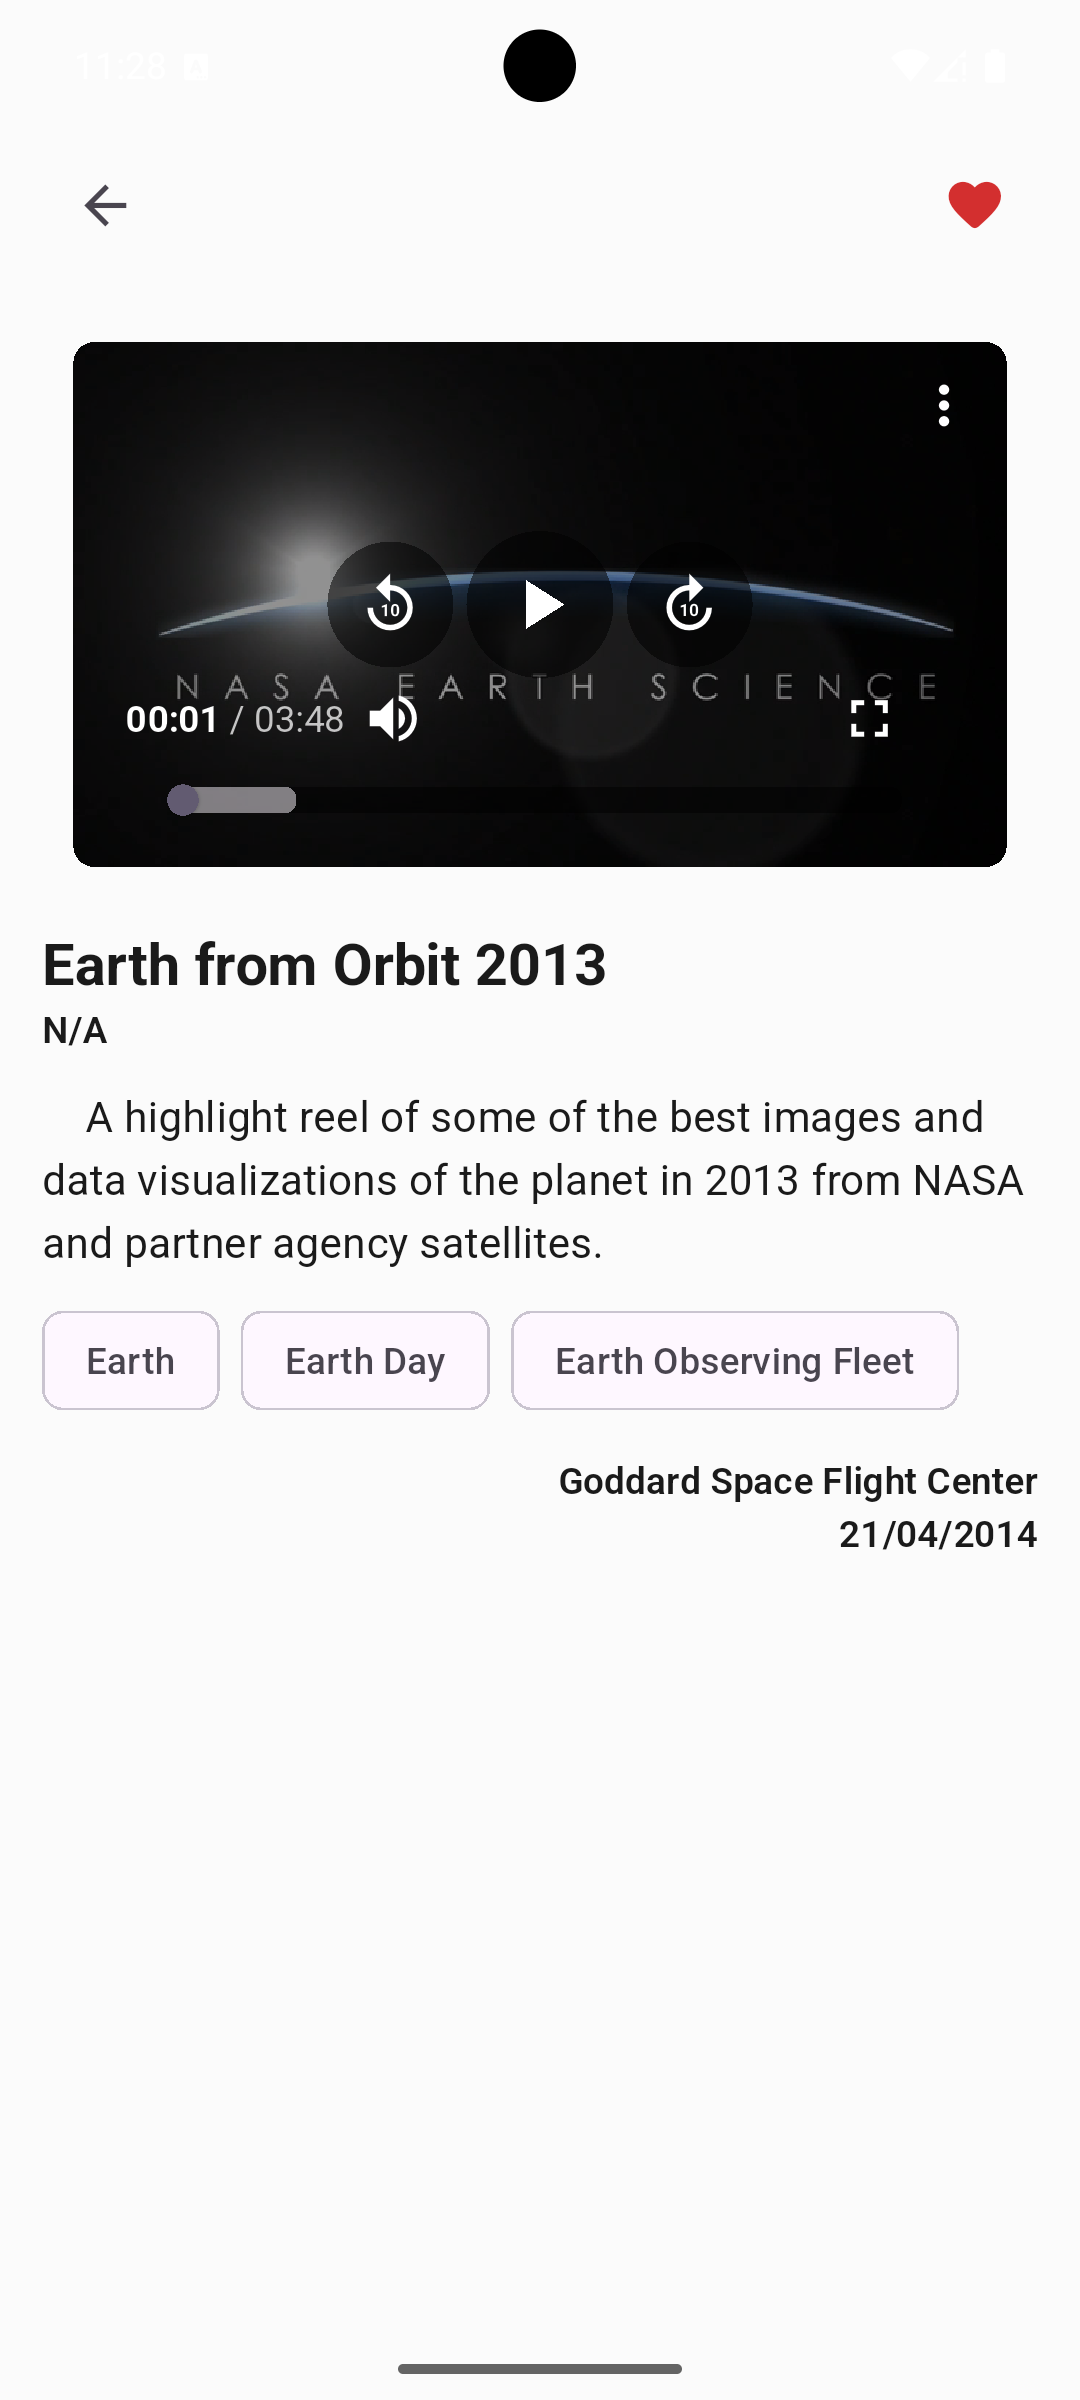 11:28
10
10
NASA EARTH SCIENCE
00:01 / 03:48
Earth from Orbit 2013
N/A
A highlight reel of some of the best images and
data visualizations of the planet in 2013 from NASA
and partner agency satellites.
Earth Earth Day Earth Observing Fleet
Goddard Space Flight Center
21/04/2014